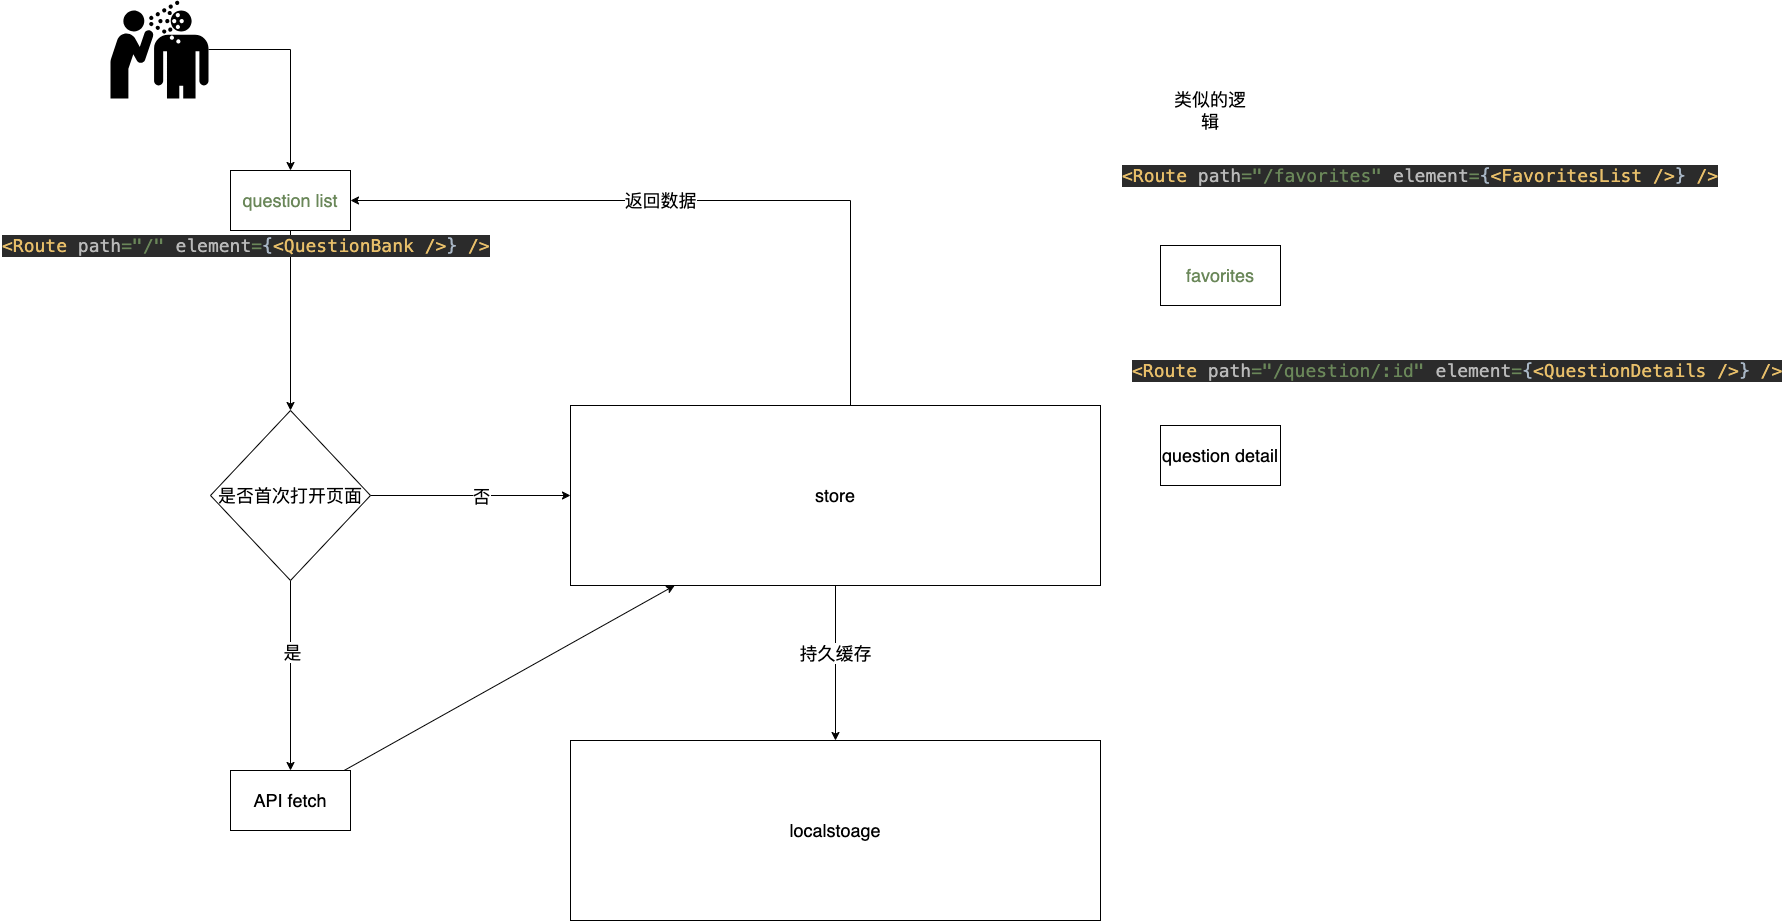 类似的逻
辑
<Route path="/favorites" element={<FavoritesList />} />
question list
返回数据
<Route path="/" element={<QuestionBank />} />
favorites
<Route path="/question/:id" element={<QuestionDetails />} />
question detail
是否首次打开页面
否
store
是
持久缓存
API fetch
localstoage